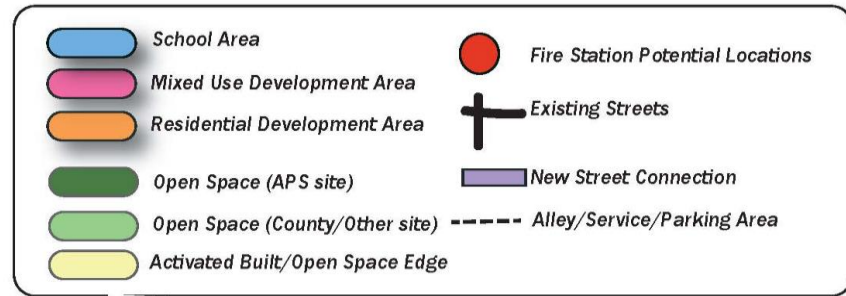 School Area
Mixed Use Development Area
Residential Development Area
Open Space (APS site)
Open Space (County/Other site)
Activated Built/Open Space Edge
Fire Station Potential Locations
Existing Streets
New Street Connection
Alley/Service/Parking Area